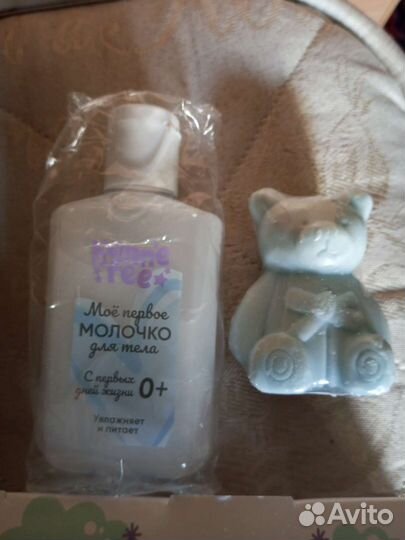 Моё первое
МОЛОЧКО
для тела
С первых
дней жизни 0+
Увлажняет
и питает
Avito